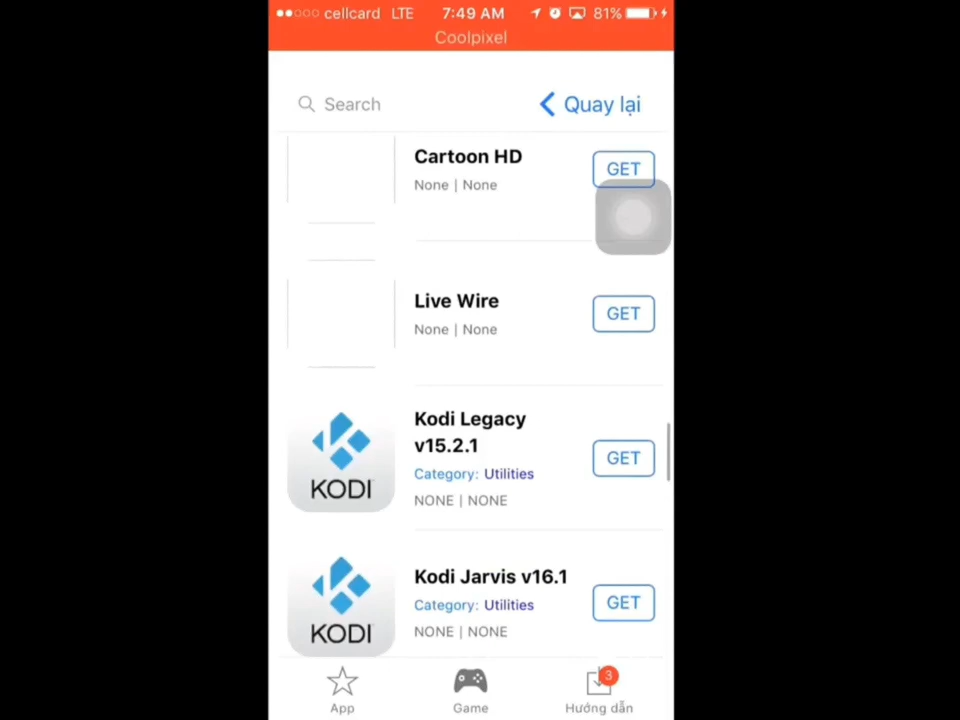 cellcard LTE 7:49 AM 81%
Coolpixel
Search Quay lại
Cartoon HD
None | None
GET
Live Wire
None | None
GET
KODI
Kodi Legacy
v15.2.1
Category: Utilities
NONE | NONE
GET
KODI
Kodi Jarvis v16.1
Category: Utilities
NONE | NONE
GET
3
App Game Hướng dẫn